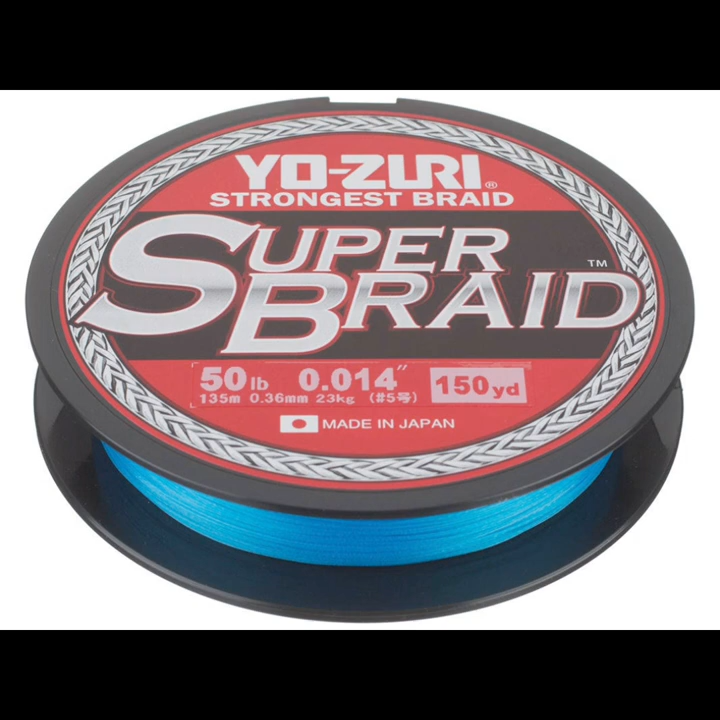 YO-ZURI®
STRONGEST BRAID
SUPER
BRAID™
50lb 0.014" 150yd
135m 0.36mm 23kg (#5号)
MADE IN JAPAN